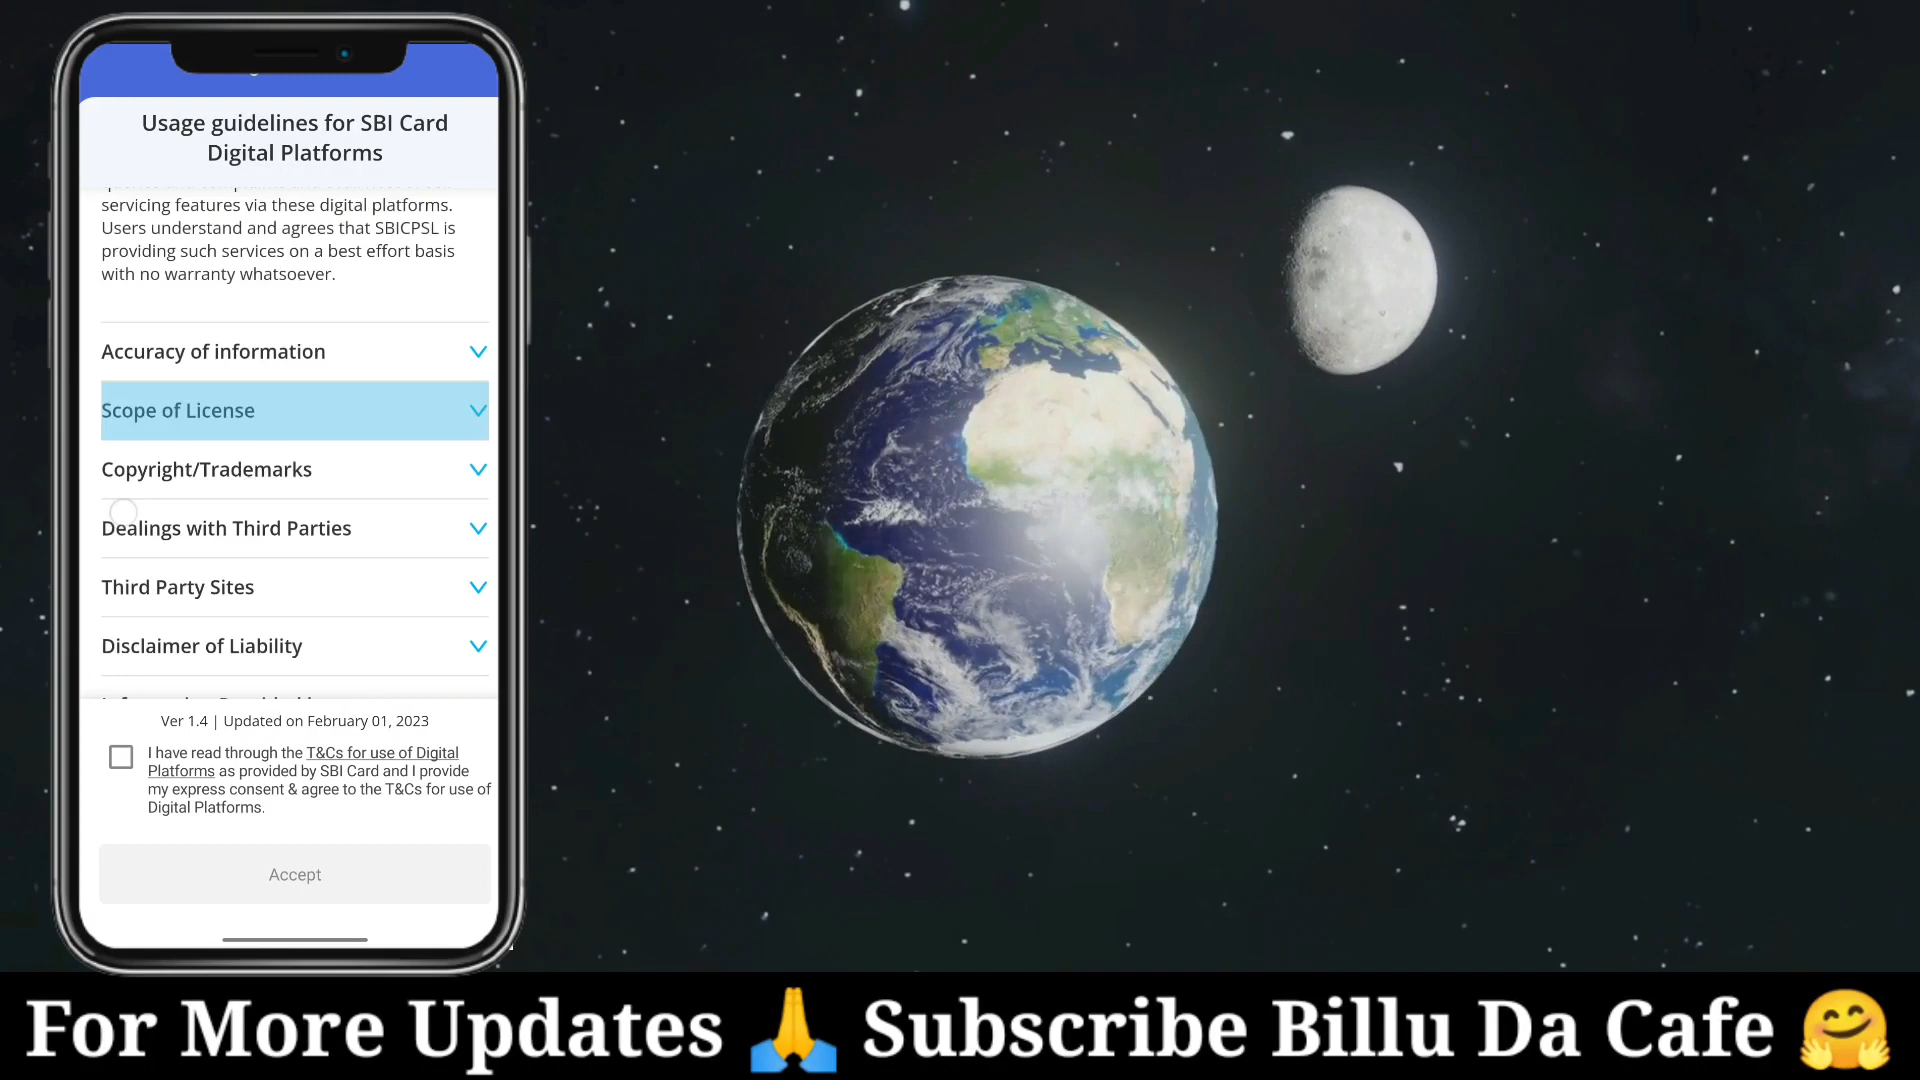 Usage guidelines for SBI Card
Digital Platforms
servicing features via these digital platforms.
Users understand and agrees that SBICPSL is
providing such services on a best effort basis
with no warranty whatsoever.
Accuracy of information
Scope of License
Copyright/Trademarks
Dealings with Third Parties
Third Party Sites
Disclaimer of Liability
Ver 1.4 | Updated on February 01, 2023
I have read through the T&Cs for use of Digital
Platforms as provided by SBI Card and I provide
my express consent & agree to the T&Cs for use of
Digital Platforms.
Accept
For More Updates 🙏 Subscribe Billu Da Cafe 🤗